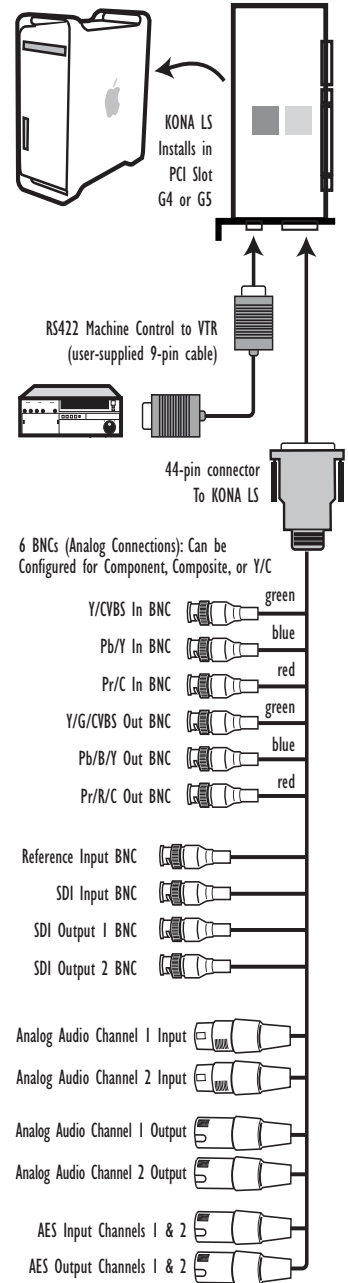 KONA LS
Installs in
PCI Slot
G4 or G5
RS422 Machine Control to VTR
(user-supplied 9-pin cable)
44-pin connector
To KONA LS
6 BNCs (Analog Connections): Can be
Configured for Component, Composite, or Y/C
Y/CVBS In BNC
green
Pb/Y In BNC
blue
Pr/C In BNC
red
Y/G/CVBS Out BNC
green
Pb/B/Y Out BNC
blue
Pr/R/C Out BNC
red
Reference Input BNC
SDI Input BNC
SDI Output 1 BNC
SDI Output 2 BNC
Analog Audio Channel 1 Input
Analog Audio Channel 2 Input
Analog Audio Channel 1 Output
Analog Audio Channel 2 Output
AES Input Channels 1 & 2
AES Output Channels 1 & 2